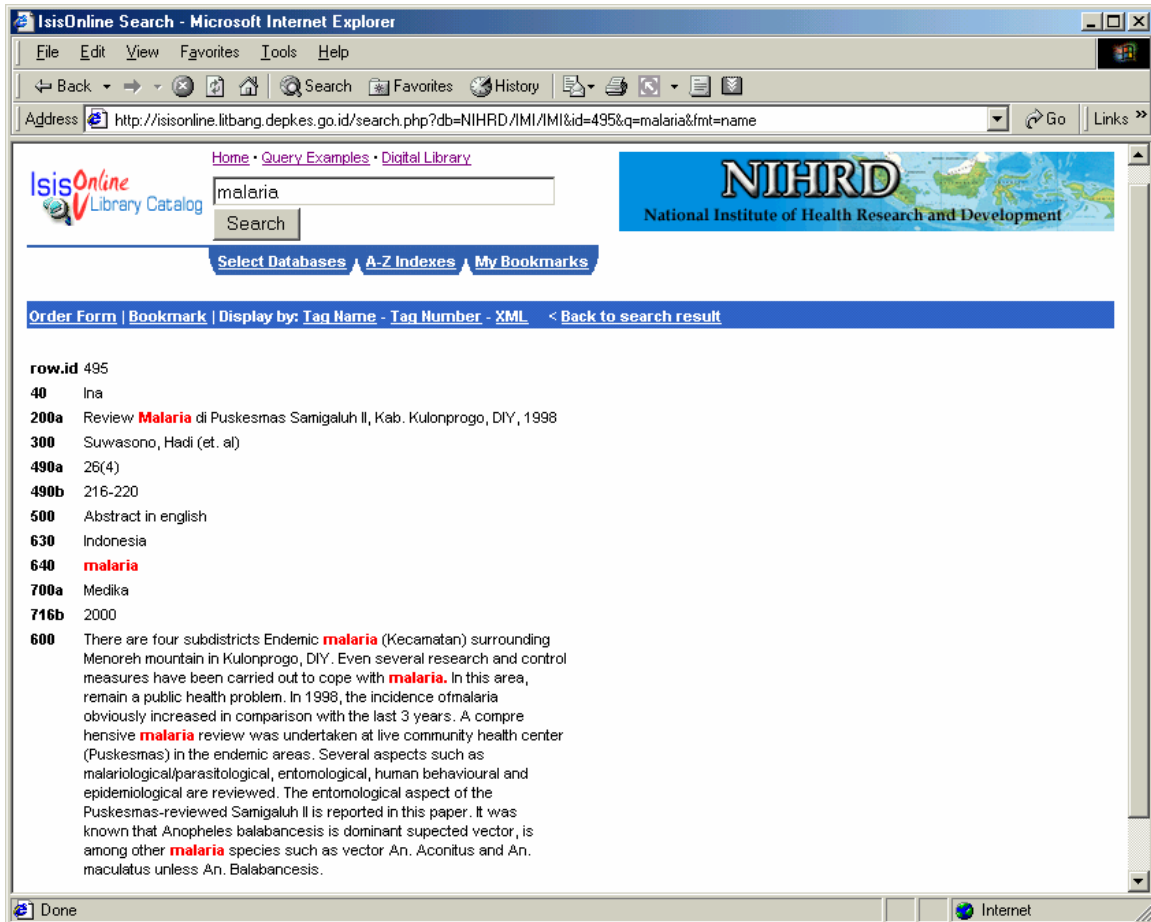 IsisOnline Search - Microsoft Internet Explorer
File Edit View Favorites Tools Help
Back Search Favorites History
Address http://isisonline.litbang.depkes.go.id/search.php?db=NIHRD/IMI/IMI&id=495&q=malaria&fmt=name Go Links »
Home · Query Examples · Digital Library
IsisOnline
Library Catalog
malaria
Search
NIHRD
National Institute of Health Research and Development
Select Databases A-Z Indexes My Bookmarks
Order Form | Bookmark | Display by: Tag Name - Tag Number - XML < Back to search result
row.id 495
40 Ina
200a Review Malaria di Puskesmas Samigaluh II, Kab. Kulonprogo, DIY, 1998
300 Suwasono, Hadi (et. al)
490a 26(4)
490b 216-220
500 Abstract in english
630 Indonesia
640 malaria
700a Medika
716b 2000
600 There are four subdistricts Endemic malaria (Kecamatan) surrounding
Menoreh mountain in Kulonprogo, DIY. Even several research and control
measures have been carried out to cope with malaria. In this area,
remain a public health problem. In 1998, the incidence ofmalaria
obviously increased in comparison with the last 3 years. A compre
hensive malaria review was undertaken at live community health center
(Puskesmas) in the endemic areas. Several aspects such as
malariological/parasitological, entomological, human behavioural and
epidemiological are reviewed. The entomological aspect of the
Puskesmas-reviewed Samigaluh II is reported in this paper. It was
known that Anopheles balabancesis is dominant supected vector, is
among other malaria species such as vector An. Aconitus and An.
maculatus unless An. Balabancesis.
Done Internet